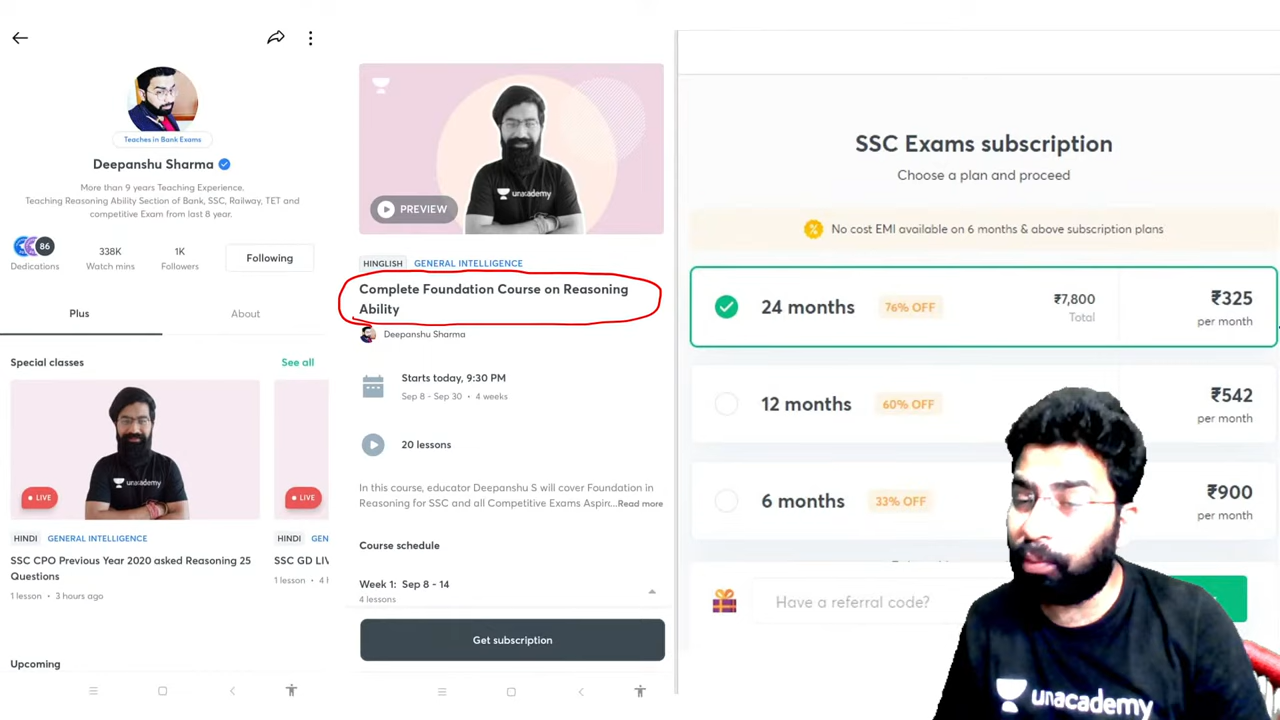 Teaches in Bank Exams
Deepanshu Sharma
More than 9 years Teaching Experience.
Teaching Reasoning Ability Section of Bank, SSC, Railway, TET and
competitive Exam from last 8 year.
86
Dedications
338K
Watch mins
1K
Followers
Following
Plus
About
Special classes
See all
unacademy
LIVE
LIVE
HINDI GENERAL INTELLIGENCE
SSC CPO Previous Year 2020 asked Reasoning 25
Questions
1 lesson • 3 hours ago
HINDI GEN
SSC GD LIV
1 lesson • 4 h
Upcoming
unacademy
PREVIEW
HINGLISH GENERAL INTELLIGENCE
Complete Foundation Course on Reasoning
Ability
Deepanshu Sharma
Starts today, 9:30 PM
Sep 8 - Sep 30 • 4 weeks
20 lessons
In this course, educator Deepanshu S will cover Foundation in
Reasoning for SSC and all Competitive Exams Aspir...Read more
Course schedule
Week 1: Sep 8 - 14
4 lessons
Get subscription
SSC Exams subscription
Choose a plan and proceed
No cost EMI available on 6 months & above subscription plans
24 months 76% OFF ₹7,800 ₹325
Total per month
12 months 60% OFF ₹542
per month
6 months 33% OFF ₹900
per month
Have a referral code?
unacademy